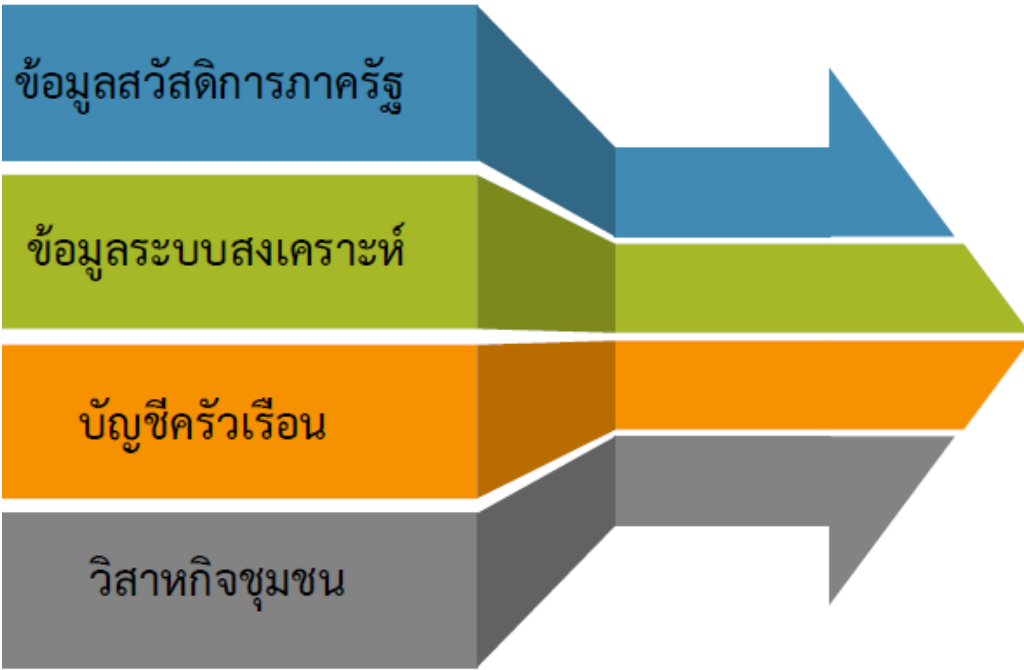 ข้อมูลสวัสดิการภาครัฐ
ข้อมูลระบบสงเคราะห์
บัญชีครัวเรือน
วิสาหกิจชุมชน